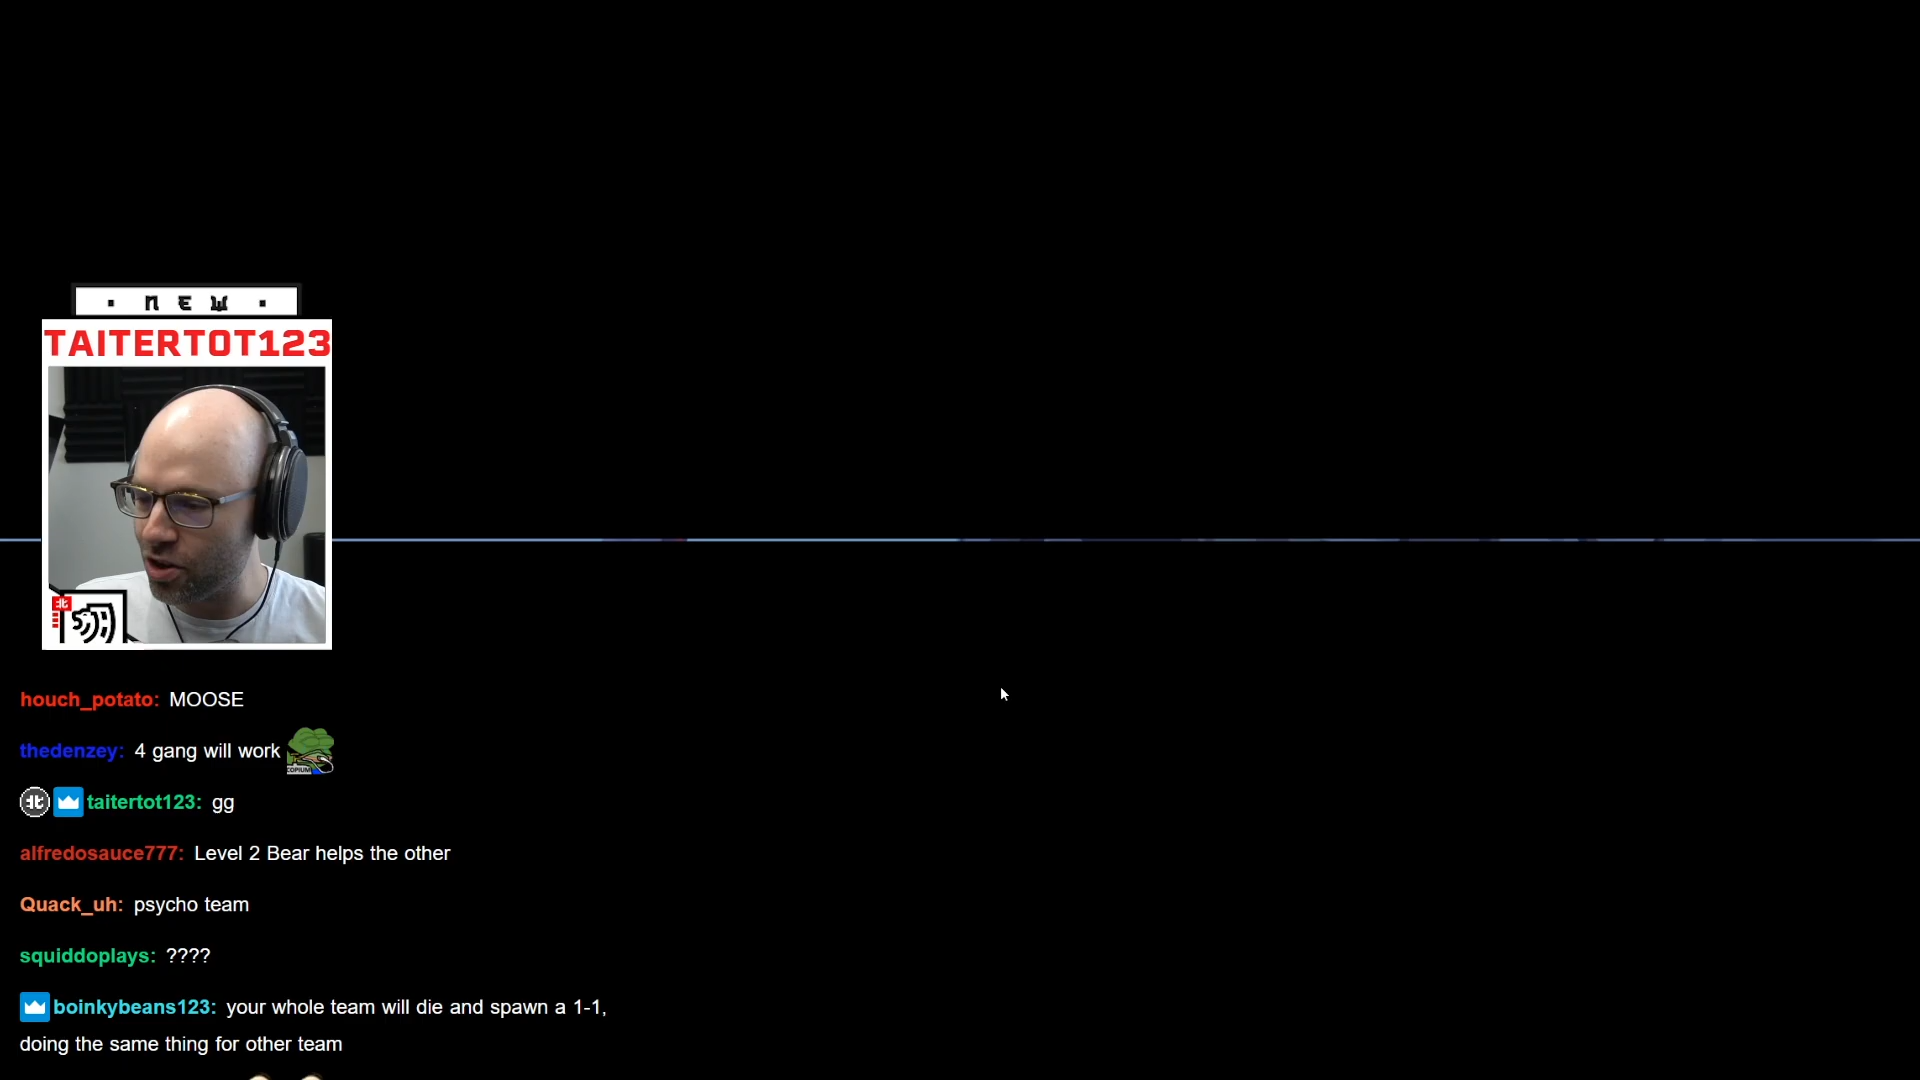 · NEW ·
TAITERTOT123
houch_potato: MOOSE
thedenzey: 4 gang will work
COPIUM
taitertot123: gg
alfredosauce777: Level 2 Bear helps the other
Quack_uh: psycho team
squiddoplays: ????
boinkybeans123: your whole team will die and spawn a 1-1,
doing the same thing for other team